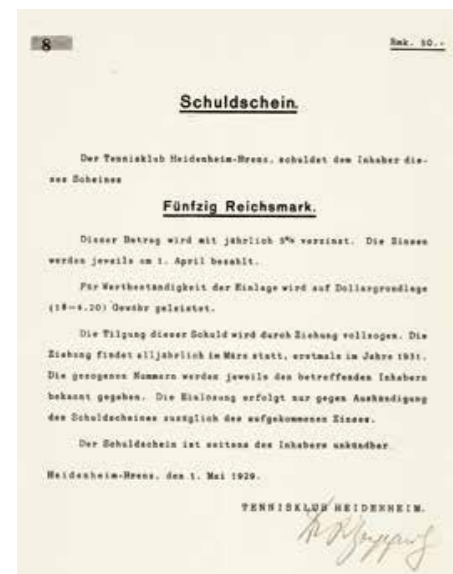 8
Rmk. 50.-
Schuldschein.
Der Tennisklub Heidenheim-Brenz, schuldet dem Inhaber die-
ses Scheines
Fünfzig Reichsmark.
Dieser Betrag wird mit jährlich 5% verzinst. Die Zinsen
werden jeweils am 1. April bezahlt.
Für Wertbeständigkeit der Einlage wird auf Dollargrundlage
(1$=4.20) Gewähr geleistet.
Die Tilgung dieser Schuld wird durch Ziehung vollzogen. Die
Ziehung findet alljährlich im März statt, erstmals im Jahre 1931.
Die gezogenen Nummern werden jeweils den betreffenden Inhabern
bekannt gegeben. Die Einlösung erfolgt nur gegen Aushändigung
des Schuldscheines zuzüglich des aufgekommenen Zinses.
Der Schuldschein ist seitens des Inhabers unkündbar.
Heidenheim-Brenz, den 1. Mai 1929.
TENNISKLUB HEIDENHEIM.